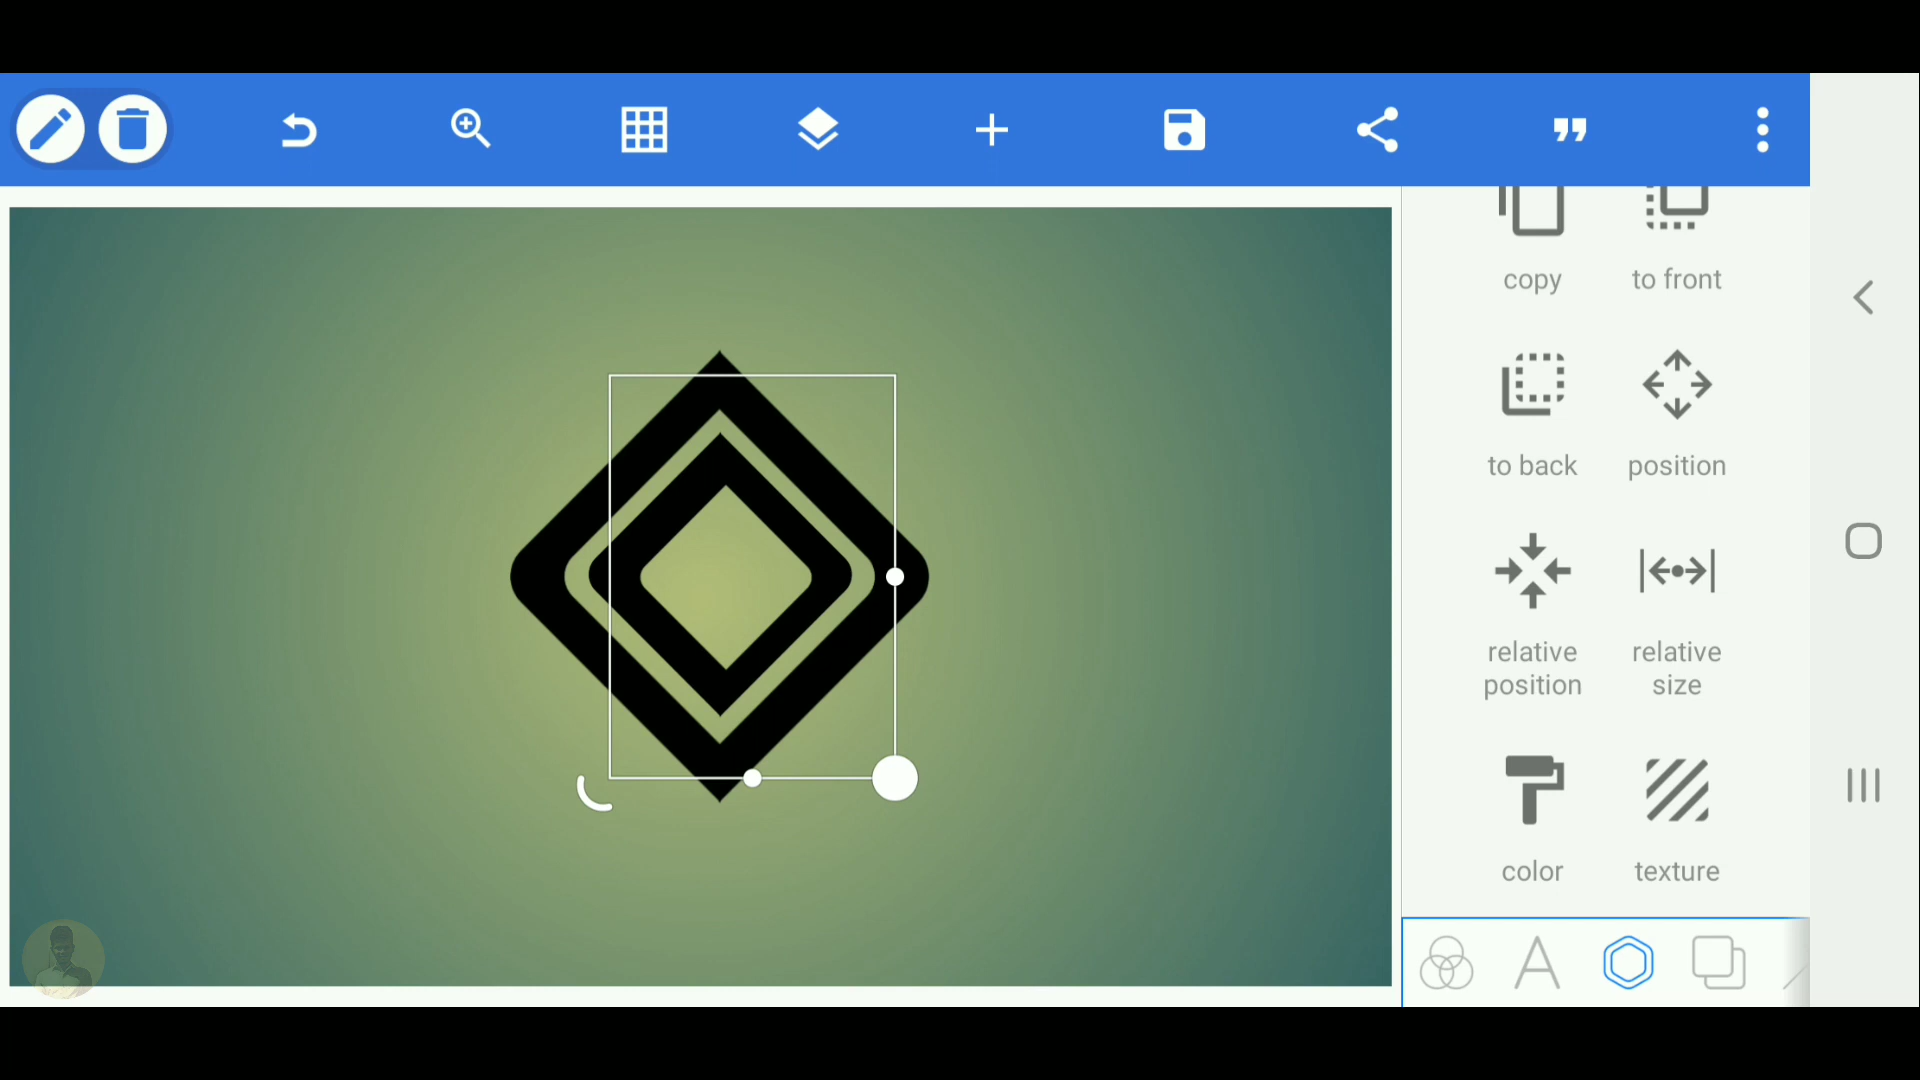 copy
to front
to back
position
relative
position
relative
size
color
texture